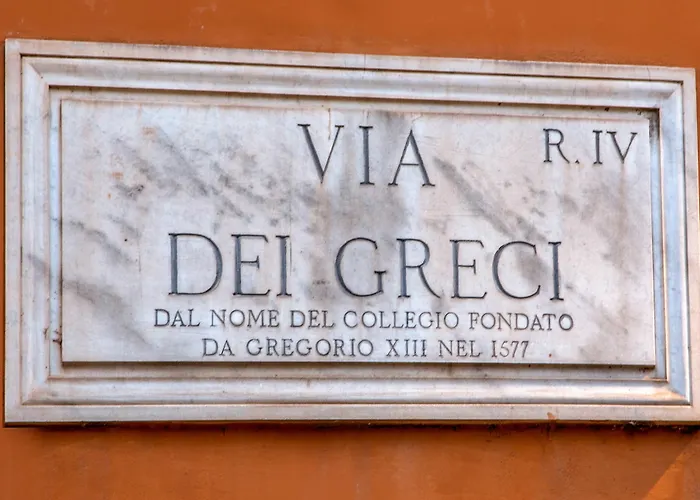 VIA
R. IV
DEI GRECI
DAL NOME DEL COLLEGIO FONDATO
DA GREGORIO XIII NEL 1577